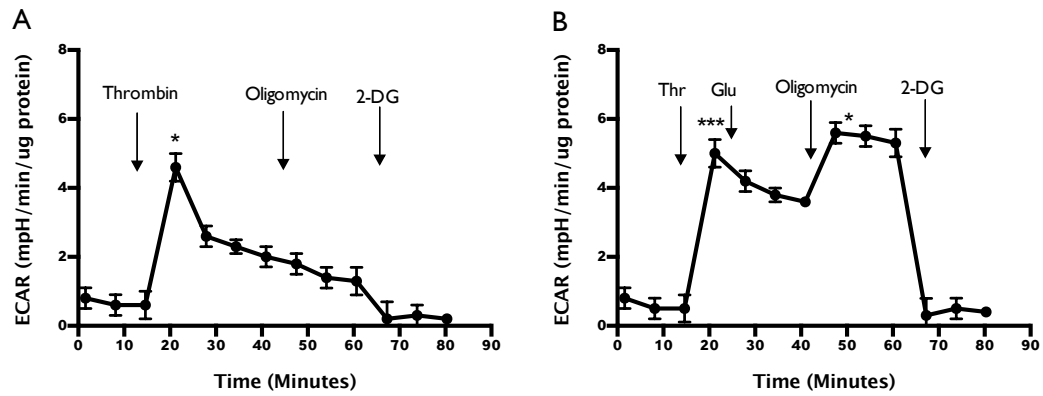 A
8
6
4
2
0
ECAR (mpH/min/ug protein)
Thrombin
Oligomycin
2-DG
*
0 10 20 30 40 50 60 70 80 90
Time (Minutes)
B
8
6
4
2
0
ECAR (mpH/min/ug protein)
Thr
Glu
Oligomycin
2-DG
***
*
0 10 20 30 40 50 60 70 80 90
Time (Minutes)